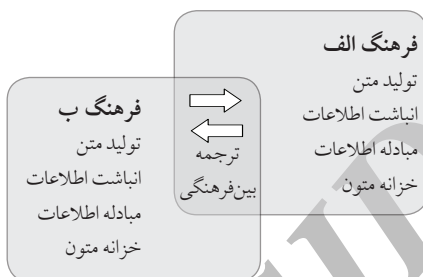 فرهنگ الف
تولید متن
انباشت اطلاعات
مبادله اطلاعات
خزانه متون
ترجمه
بین‌فرهنگی
فرهنگ ب
تولید متن
انباشت اطلاعات
مبادله اطلاعات
خزانه متون